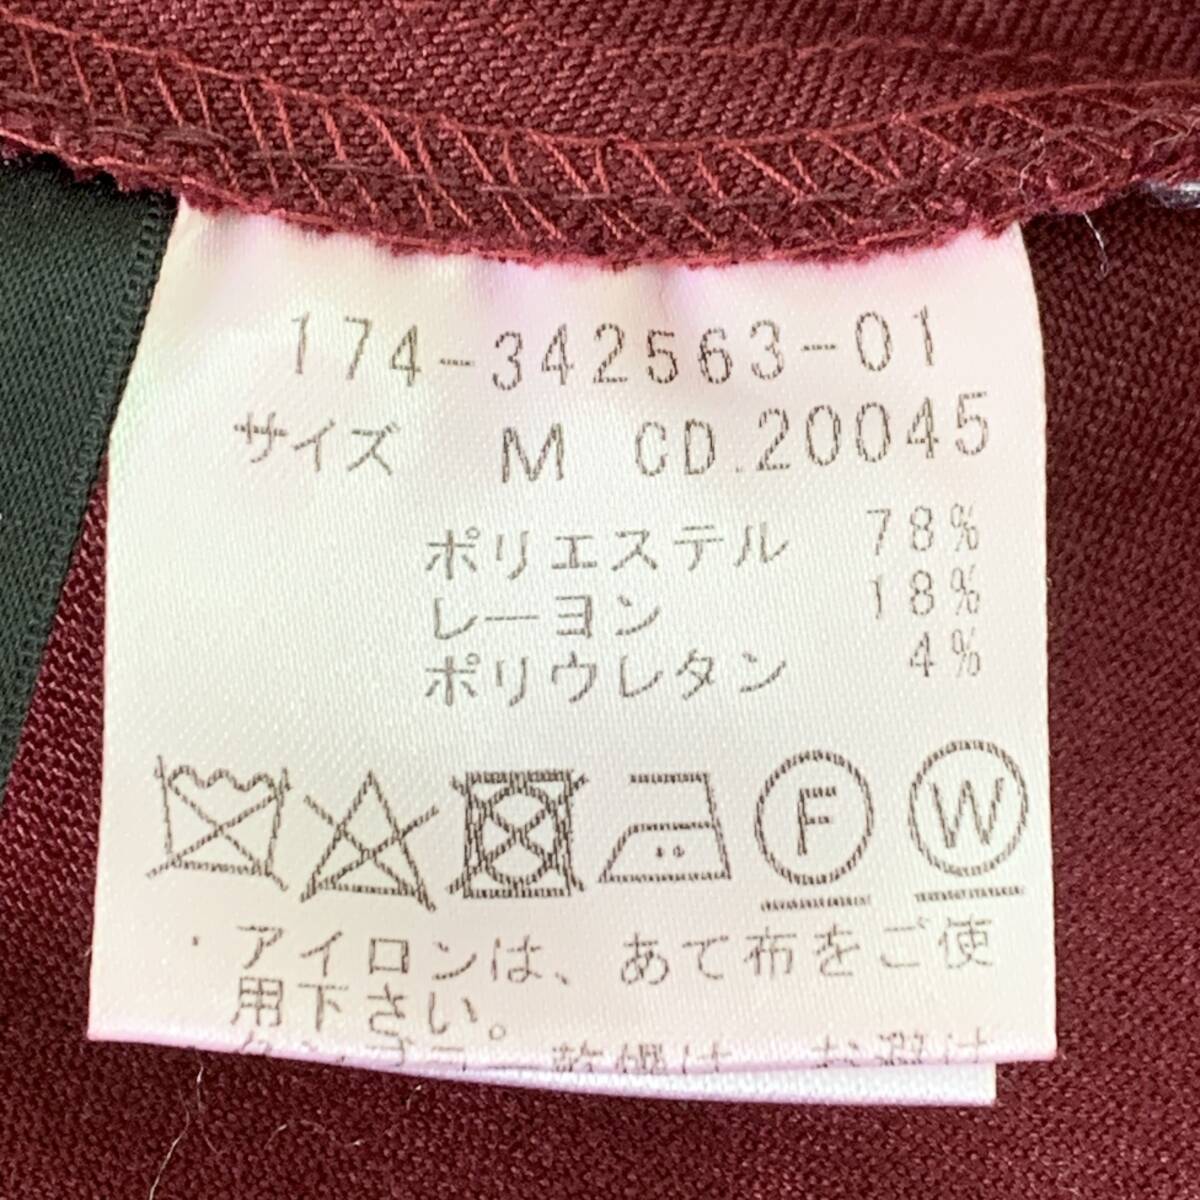 174-342563-01
サイズ M CD.20045
ポリエステル 78%
レーヨン 18%
ポリウレタン 4%
F W
・アイロンは、あて布をご使
用下さい。